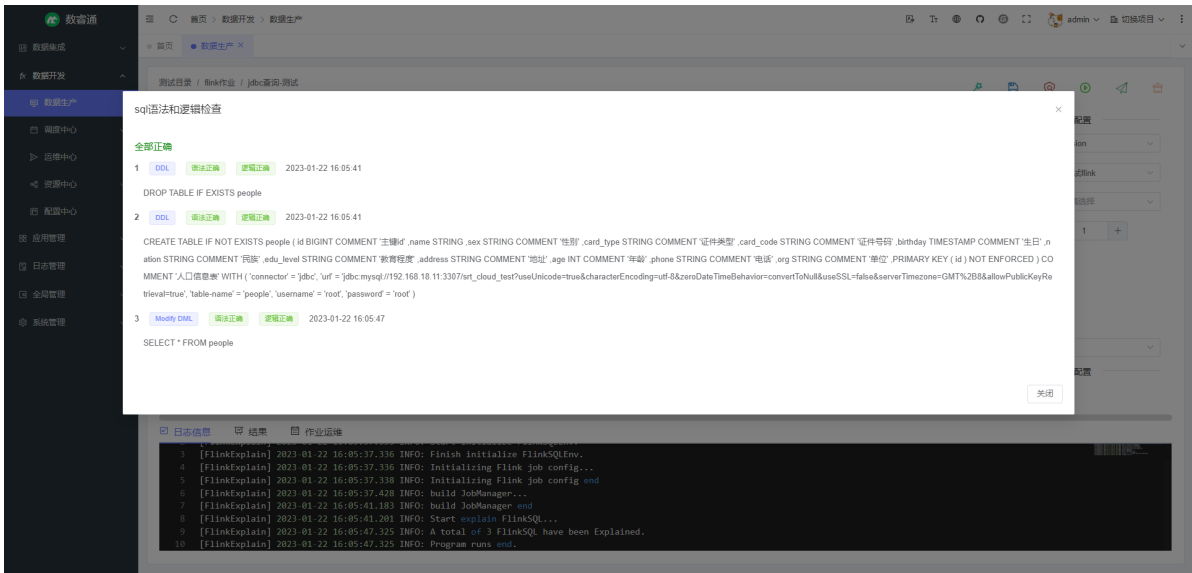 数睿通
首页 > 数据开发 > 数据生产
admin
切换项目
数据集成
首页
数据生产 ×
数据开发
测试目录 / flink作业 / jdbc查询-测试
数据生产
调度中心
运维中心
资源中心
配置中心
应用管理
日志管理
全局管理
系统管理
sql语法和逻辑检查
全部正确
1 DDL 语法正确 逻辑正确 2023-01-22 16:05:41
DROP TABLE IF EXISTS people
2 DDL 语法正确 逻辑正确 2023-01-22 16:05:41
CREATE TABLE IF NOT EXISTS people ( id BIGINT COMMENT '主键id' ,name STRING ,sex STRING COMMENT '性别' ,card_type STRING COMMENT '证件类型' ,card_code STRING COMMENT '证件号码' ,birthday TIMESTAMP COMMENT '生日' ,n
ation STRING COMMENT '民族' ,edu_level STRING COMMENT '教育程度' ,address STRING COMMENT '地址' ,age INT COMMENT '年龄' ,phone STRING COMMENT '电话' ,org STRING COMMENT '单位' ,PRIMARY KEY ( id ) NOT ENFORCED ) CO
MMENT '人口信息表' WITH ( 'connector' = 'jdbc', 'url' = 'jdbc:mysql://192.168.18.11:3307/srt_cloud_test?useUnicode=true&characterEncoding=utf-8&zeroDateTimeBehavior=convertToNull&useSSL=false&serverTimezone=GMT%2B8&allowPublicKeyRe
trieval=true', 'table-name' = 'people', 'username' = 'root', 'password' = 'root' )
3 Modify DML 语法正确 逻辑正确 2023-01-22 16:05:47
SELECT * FROM people
关闭
配置
ion
flink
选择
1 +
配置
日志信息 结果 作业运维
3 [FlinkExplain] 2023-01-22 16:05:37.336 INFO: Finish initialize FlinkSQLEnv.
4 [FlinkExplain] 2023-01-22 16:05:37.336 INFO: Initializing Flink job config...
5 [FlinkExplain] 2023-01-22 16:05:37.338 INFO: Initializing Flink job config end
6 [FlinkExplain] 2023-01-22 16:05:37.428 INFO: build JobManager...
7 [FlinkExplain] 2023-01-22 16:05:41.183 INFO: build JobManager end
8 [FlinkExplain] 2023-01-22 16:05:41.201 INFO: Start explain FlinkSQL...
9 [FlinkExplain] 2023-01-22 16:05:47.325 INFO: A total of 3 FlinkSQL have been Explained.
10 [FlinkExplain] 2023-01-22 16:05:47.325 INFO: Program runs end.